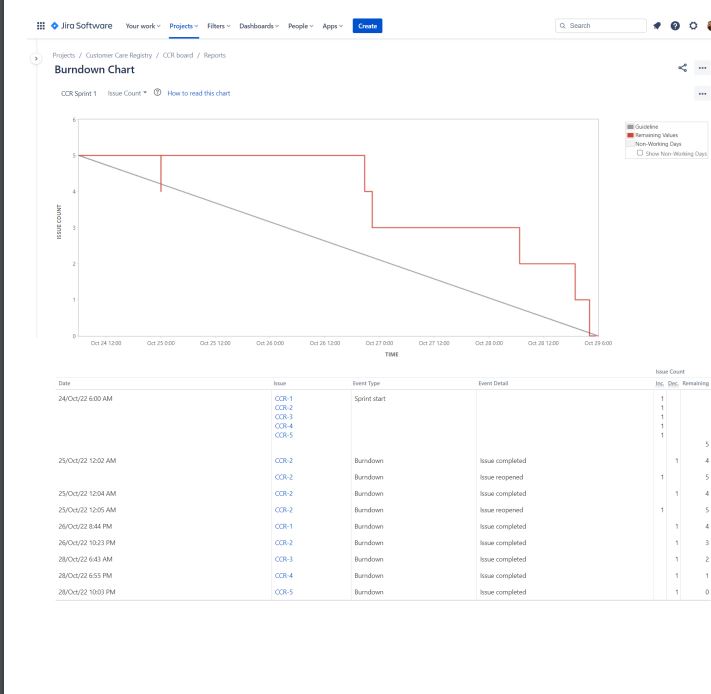 Jira Software Your work Projects Filters Dashboards People Apps Create Search
Projects / Customer Care Registry / CCR board / Reports
Burndown Chart
CCR Sprint 1 Issue Count How to read this chart
Guideline
Remaining Values
Non-Working Days
Show Non-Working Days
6
5
4
3
2
1
0
ISSUE COUNT
Oct 24 12:00 Oct 25 0:00 Oct 25 12:00 Oct 26 0:00 Oct 26 12:00 Oct 27 0:00 Oct 27 12:00 Oct 28 0:00 Oct 28 12:00 Oct 29 6:00
TIME
Issue Count
Date Issue Event Type Event Detail Inc. Dec. Remaining
24/Oct/22 6:00 AM CCR-1 Sprint start 1
CCR-2 1
CCR-3 1
CCR-4 1
CCR-5 1
5
25/Oct/22 12:02 AM CCR-2 Burndown Issue completed 1 4
CCR-2 Burndown Issue reopened 1 5
25/Oct/22 12:04 AM CCR-2 Burndown Issue completed 1 4
25/Oct/22 12:05 AM CCR-2 Burndown Issue reopened 1 5
26/Oct/22 8:44 PM CCR-1 Burndown Issue completed 1 4
26/Oct/22 10:23 PM CCR-2 Burndown Issue completed 1 3
28/Oct/22 6:43 AM CCR-3 Burndown Issue completed 1 2
28/Oct/22 6:55 PM CCR-4 Burndown Issue completed 1 1
28/Oct/22 10:03 PM CCR-5 Burndown Issue completed 1 0